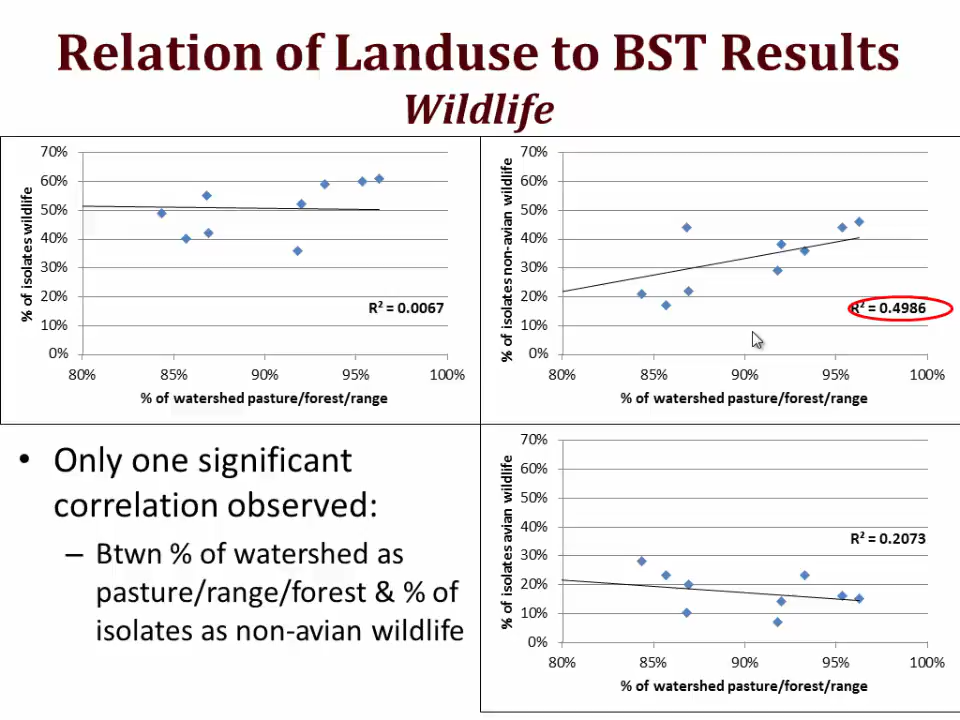 Relation of Landuse to BST Results
Wildlife
70%
60%
50%
40%
30%
20%
10%
0%
% of isolates wildlife
R² = 0.0067
80% 85% 90% 95% 100%
% of watershed pasture/forest/range
70%
60%
50%
40%
30%
20%
10%
0%
% of isolates non-avian wildlife
R² = 0.4986
80% 85% 90% 95% 100%
% of watershed pasture/forest/range
• Only one significant
correlation observed:
– Btwn % of watershed as
pasture/range/forest & % of
isolates as non-avian wildlife
70%
60%
50%
40%
30%
20%
10%
0%
% of isolates avian wildlife
R² = 0.2073
80% 85% 90% 95% 100%
% of watershed pasture/forest/range